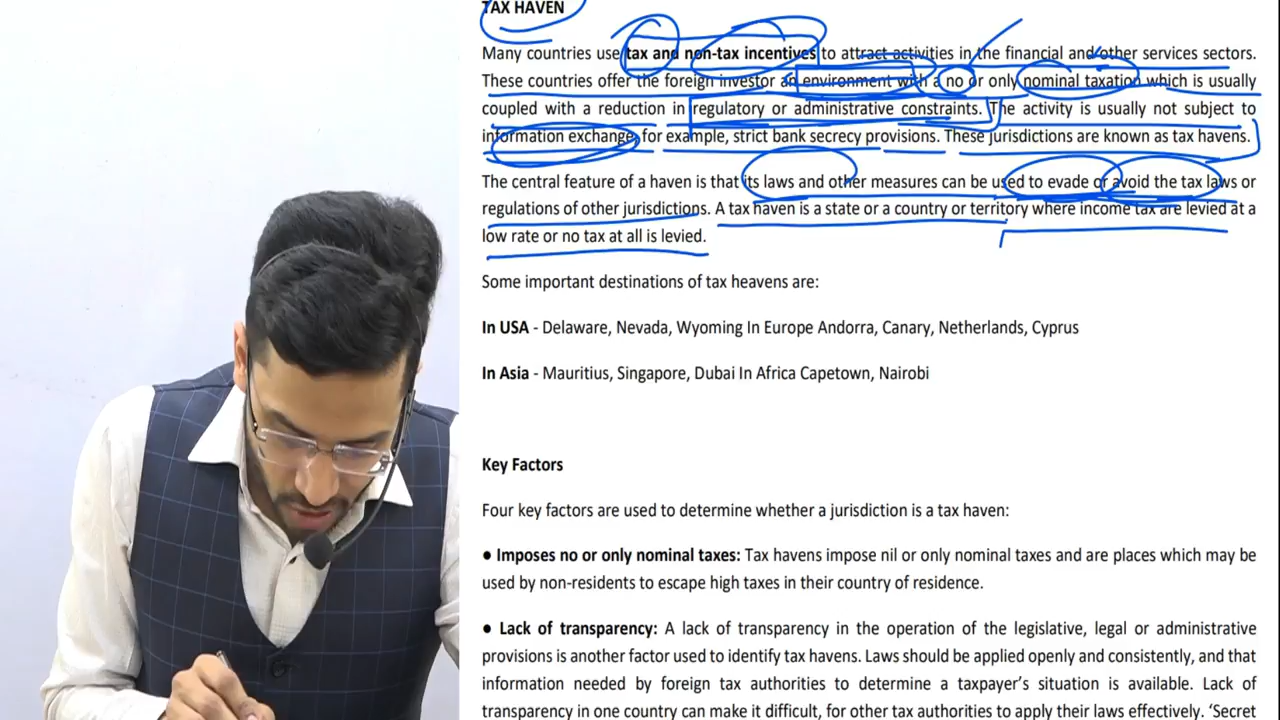 TAX HAVEN
Many countries use tax and non-tax incentives to attract activities in the financial and other services sectors.
These countries offer the foreign investor an environment with a no or only nominal taxation which is usually
coupled with a reduction in regulatory or administrative constraints. The activity is usually not subject to
information exchange, for example, strict bank secrecy provisions. These jurisdictions are known as tax havens.
The central feature of a haven is that its laws and other measures can be used to evade or avoid the tax laws or
regulations of other jurisdictions. A tax haven is a state or a country or territory where income tax are levied at a
low rate or no tax at all is levied.
Some important destinations of tax heavens are:
In USA - Delaware, Nevada, Wyoming In Europe Andorra, Canary, Netherlands, Cyprus
In Asia - Mauritius, Singapore, Dubai In Africa Capetown, Nairobi
Key Factors
Four key factors are used to determine whether a jurisdiction is a tax haven:
● Imposes no or only nominal taxes: Tax havens impose nil or only nominal taxes and are places which may be
used by non-residents to escape high taxes in their country of residence.
● Lack of transparency: A lack of transparency in the operation of the legislative, legal or administrative
provisions is another factor used to identify tax havens. Laws should be applied openly and consistently, and that
information needed by foreign tax authorities to determine a taxpayer’s situation is available. Lack of
transparency in one country can make it difficult, for other tax authorities to apply their laws effectively. ‘Secret